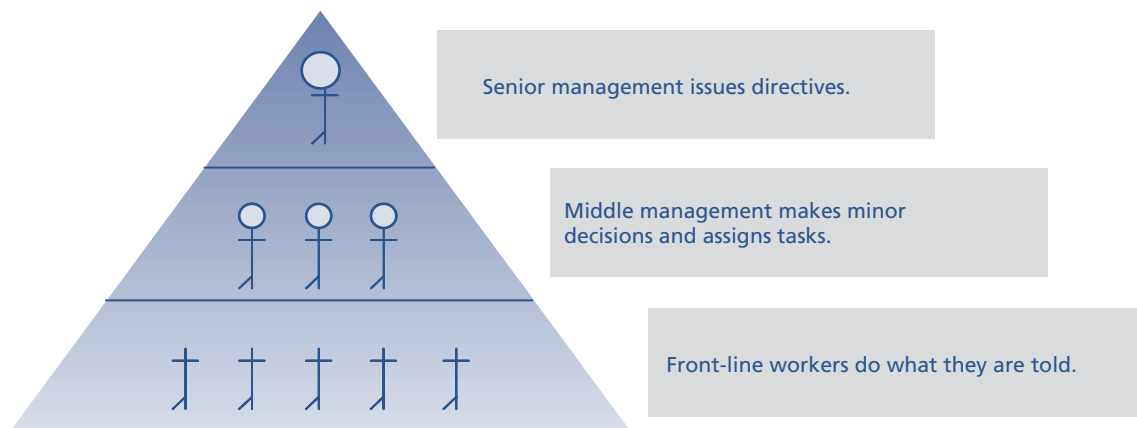 Senior management issues directives.
Middle management makes minor
decisions and assigns tasks.
Front-line workers do what they are told.